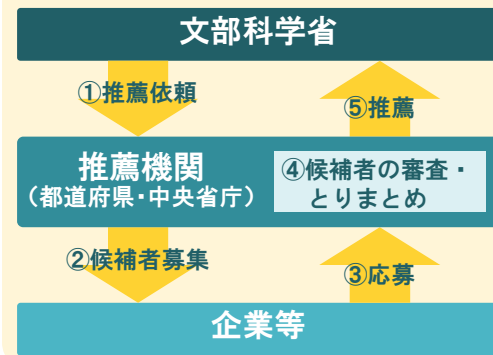 文部科学省
①推薦依頼
⑤推薦
推薦機関
（都道府県・中央省庁）
④候補者の審査・
とりまとめ
②候補者募集
③応募
企業等